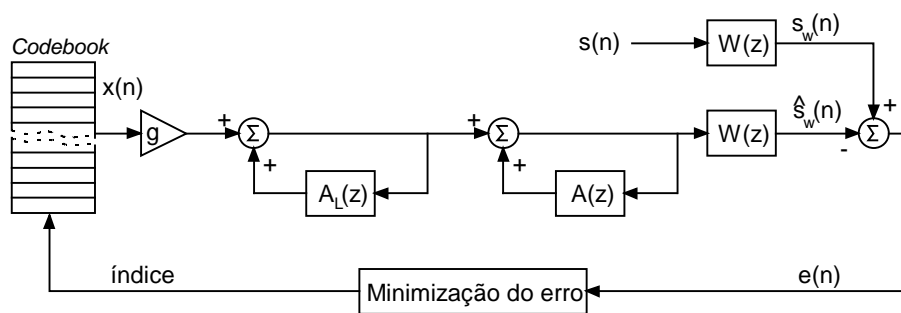 Codebook
x(n)
g
+
Σ
+
A_L(z)
+
Σ
+
A(z)
s(n)
W(z)
s_w(n)
W(z)
ŝ_w(n)
+
-
Σ
índice
Minimização do erro
e(n)